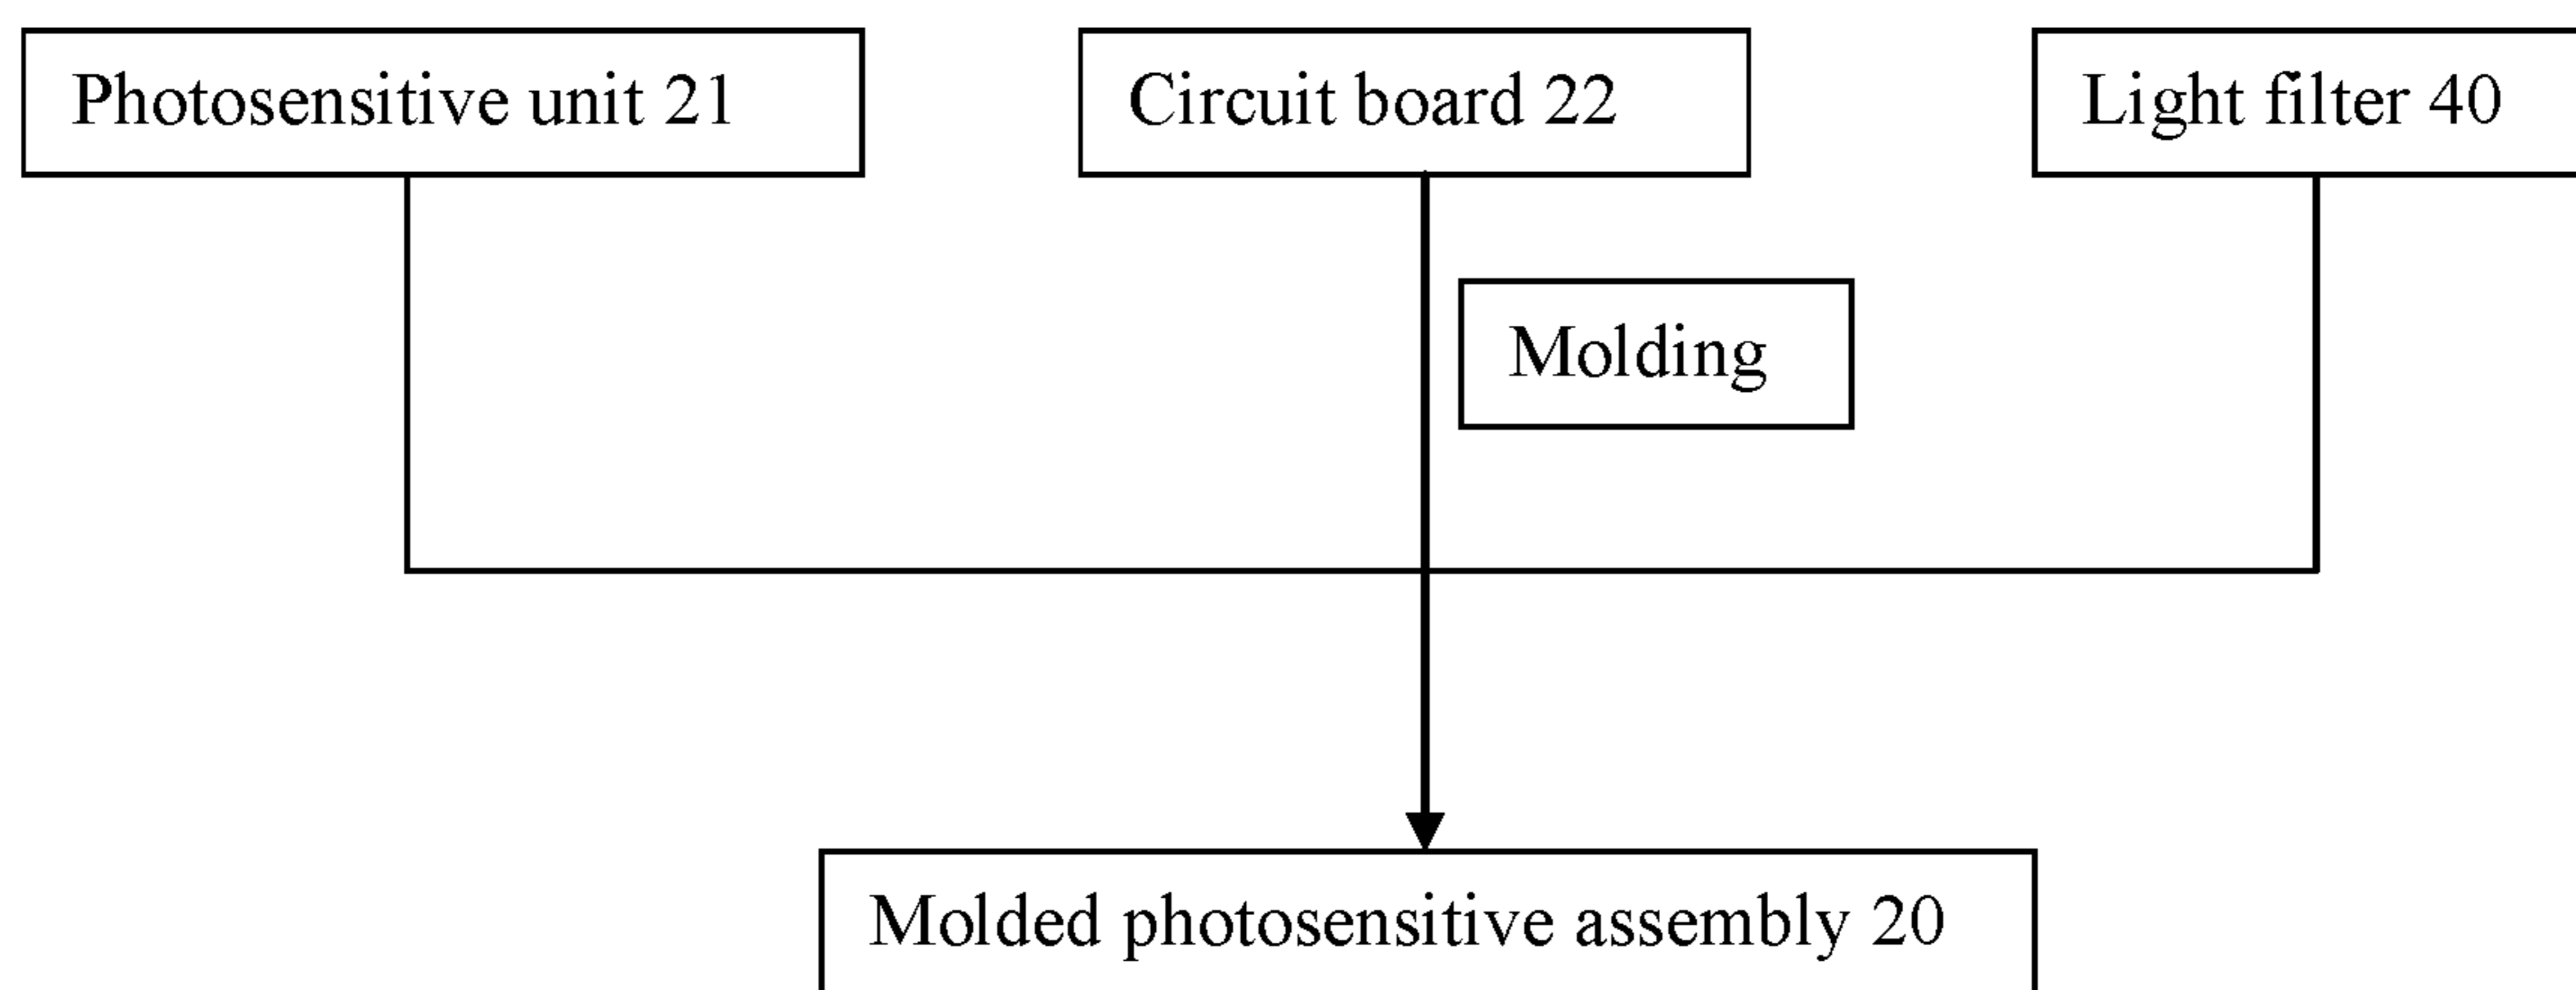 Photosensitive unit 21
Circuit board 22
Light filter 40
Molding
Molded photosensitive assembly 20